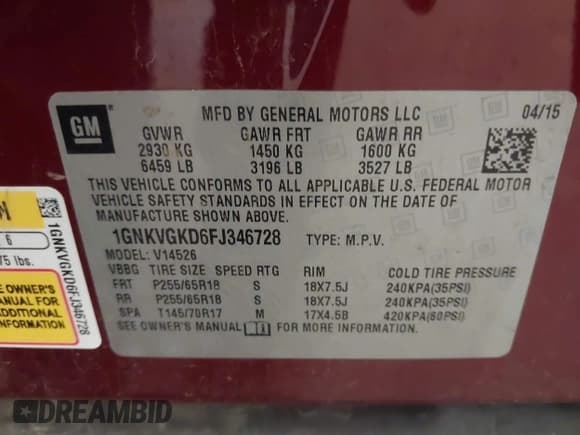 GM
MFD BY GENERAL MOTORS LLC 04/15
GVWR GAWR FRT GAWR RR
2930 KG 1450 KG 1600 KG
6459 LB 3196 LB 3527 LB
THIS VEHICLE CONFORMS TO ALL APPLICABLE U.S. FEDERAL MOTOR
VEHICLE SAFETY STANDARDS IN EFFECT ON THE DATE OF
MANUFACTURE SHOWN ABOVE.
1GNKVGKD6FJ346728 TYPE: M.P.V.
MODEL: V14526
VBBG TIRE SIZE SPEED RTG RIM COLD TIRE PRESSURE
FRT P255/65R18 S 18X7.5J 240KPA(35PSI)
RR P255/65R18 S 18X7.5J 240KPA(35PSI)
SPA T145/70R17 M 17X4.5B 420KPA(60PSI)
SEE OWNER'S MANUAL FOR MORE INFORMATION.
6
75 lbs.
E OWNER'S
ANUAL FOR
ADDITIONAL
FORMATION
1GNKVGKD6FJ346728
DREAMBID